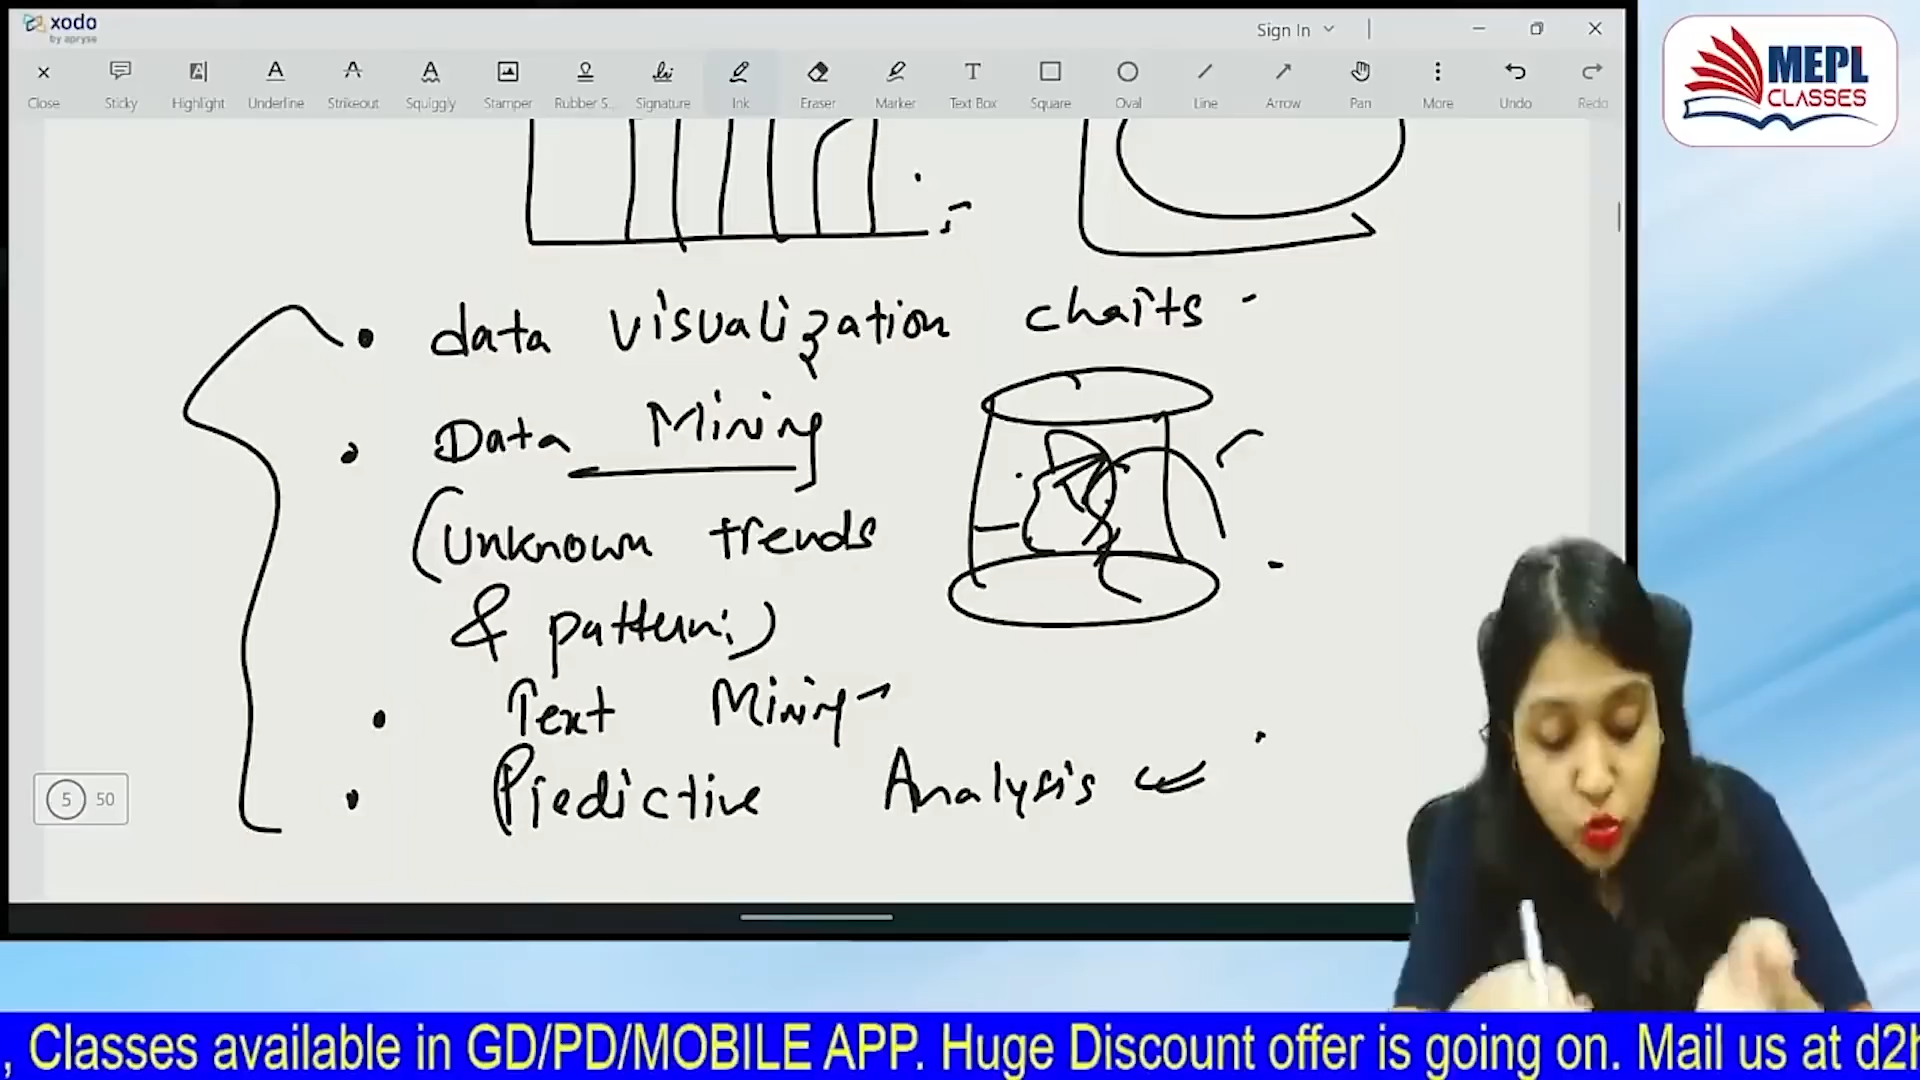 xodo
by apryse
Sign In
Close
Sticky
Highlight
Underline
Strikeout
Squiggly
Stamper
Rubber S...
Signature
Ink
Eraser
Marker
Text Box
Square
Oval
Line
Arrow
Pan
More
Undo
Redo
MEPL
CLASSES
• data visualization charts
• Data Mining
(unknown trends
& patterns)
• Text Mining
• Predictive Analysis
5 50
, Classes available in GD/PD/MOBILE APP. Huge Discount offer is going on. Mail us at d2h